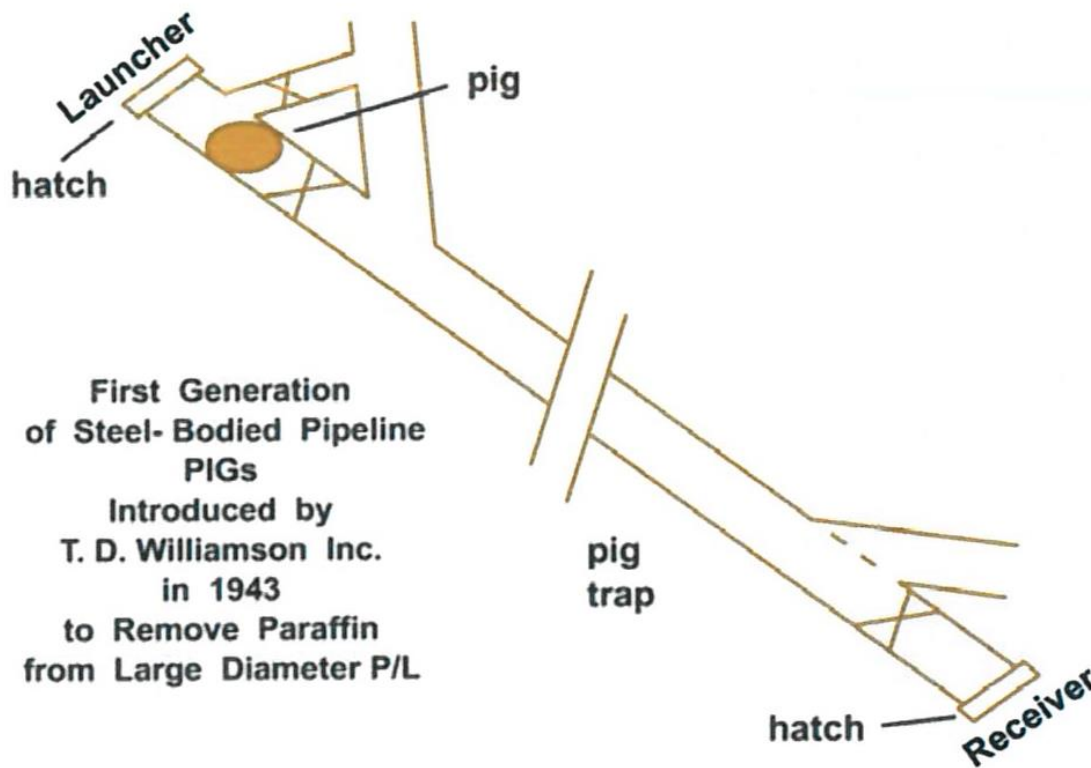 Launcher
pig
hatch
First Generation
of Steel- Bodied Pipeline
PIGs
Introduced by
T. D. Williamson Inc.
in 1943
to Remove Paraffin
from Large Diameter P/L
pig
trap
hatch
Receiver